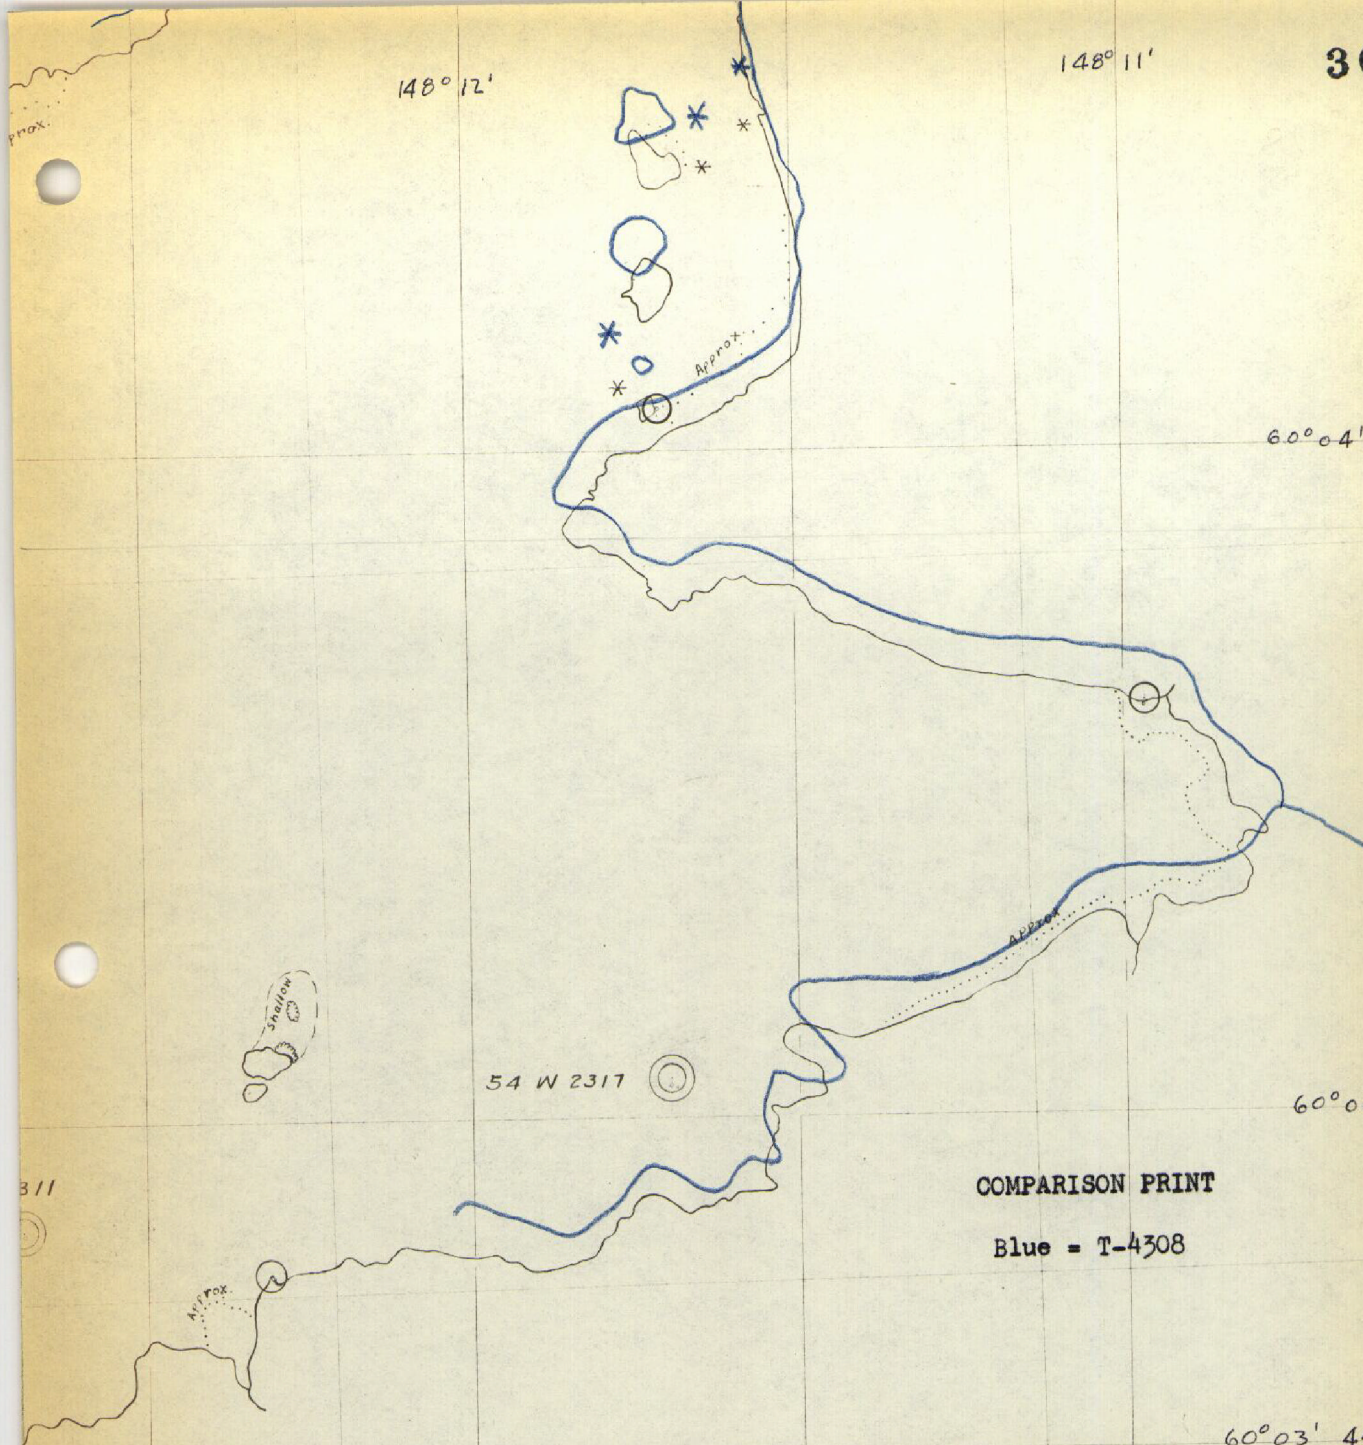 148° 12'
148° 11'
prox.
Approx.
60° 04'
Approx
Shallow
54 W 2317
60° 0
311
COMPARISON PRINT
Blue = T-4308
Approx.
60° 03'